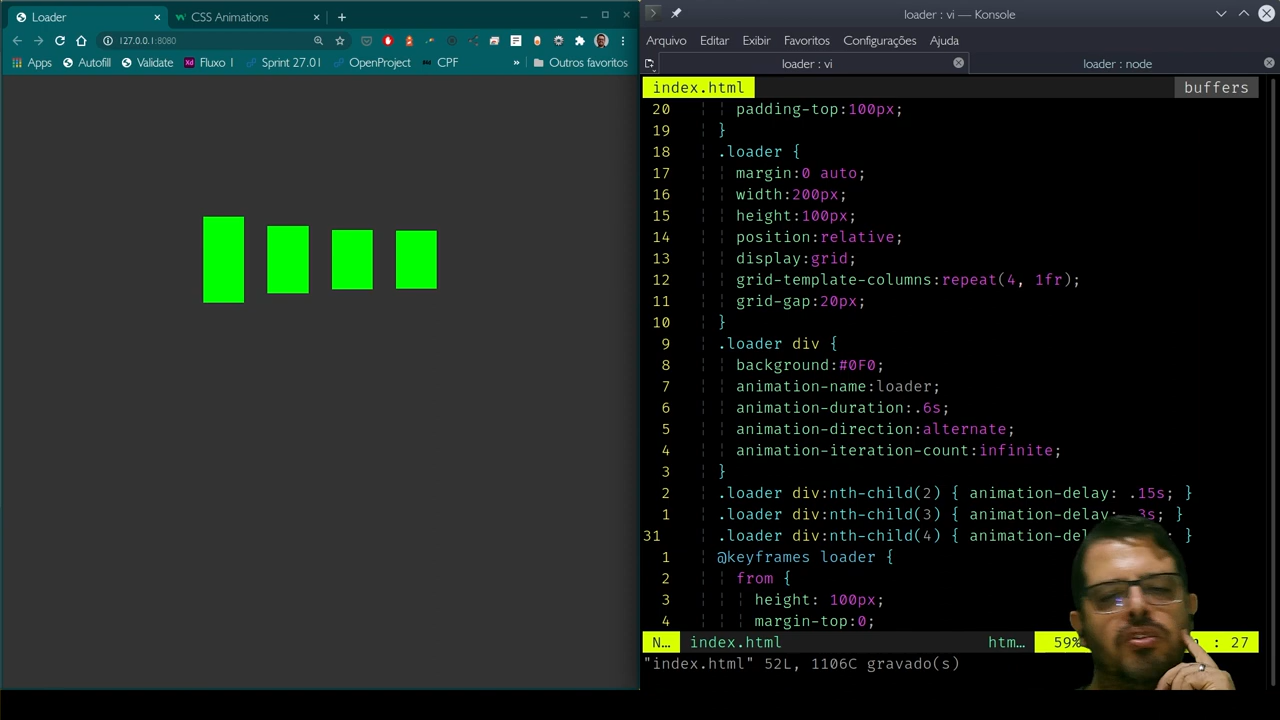 Loader
CSS Animations
127.0.0.1:8080
Apps
Autofill
Validate
Fluxo 1
Sprint 27.01
OpenProject
CPF
»
Outros favoritos
loader : vi — Konsole
Arquivo Editar Exibir Favoritos Configurações Ajuda
loader : vi
loader : node
index.html
buffers
20 padding-top:100px;
19 }
18 .loader {
17 margin:0 auto;
16 width:200px;
15 height:100px;
14 position:relative;
13 display:grid;
12 grid-template-columns:repeat(4, 1fr);
11 grid-gap:20px;
10 }
9 .loader div {
8 background:#0F0;
7 animation-name:loader;
6 animation-duration:.6s;
5 animation-direction:alternate;
4 animation-iteration-count:infinite;
3 }
2 .loader div:nth-child(2) { animation-delay: .15s; }
1 .loader div:nth-child(3) { animation-delay: .3s; }
31 .loader div:nth-child(4) { }
1 @keyframes loader {
2 from {
3 height: 100px;
4 margin-top:0;
N… index.html htm… 59% : 27
"index.html" 52L, 1106C gravado(s)